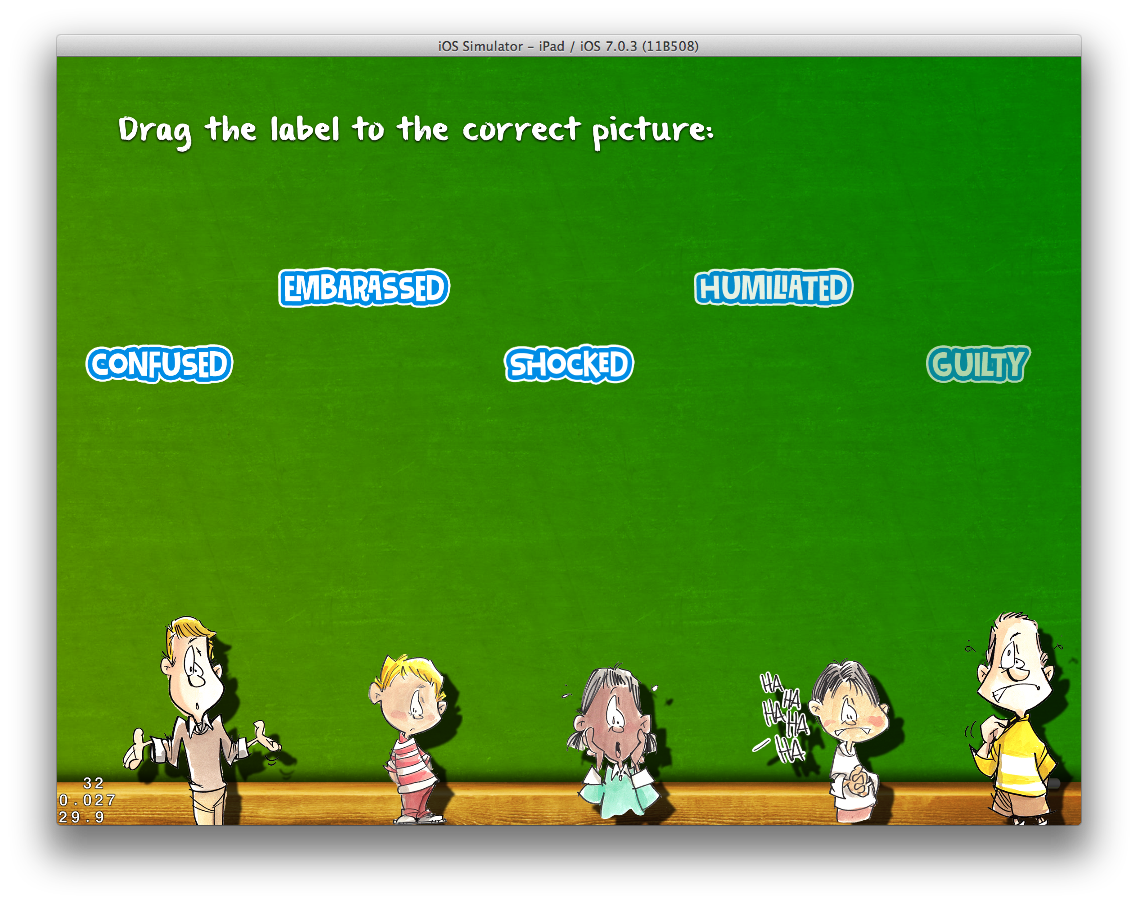 iOS Simulator – iPad / iOS 7.0.3 (11B508)
Drag the label to the correct picture:
EMBARASSED
HUMILIATED
CONFUSED
SHOCKED
GUILTY
HA
HA
HA
HA
HA
32
0.027
29.9